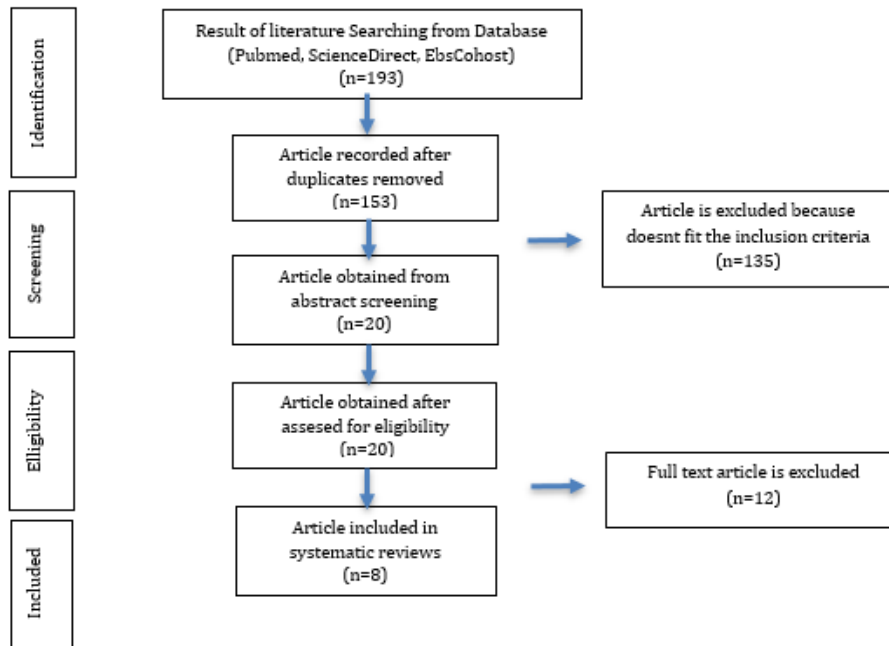 Identification
Result of literature Searching from Database
(Pubmed, ScienceDirect, EbsCohost)
(n=193)
Article recorded after
duplicates removed
(n=153)
Screening
Article is excluded because
doesnt fit the inclusion criteria
(n=135)
Article obtained from
abstract screening
(n=20)
Elligibility
Article obtained after
assesed for eligibility
(n=20)
Full text article is excluded
(n=12)
Included
Article included in
systematic reviews
(n=8)